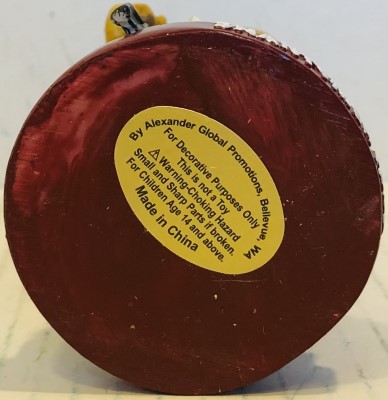 By Alexander Global Promotions, Bellevue, WA
For Decorative Purposes Only
This is not a Toy
⚠Warning-Choking Hazard
Small and Sharp Parts if broken.
For Children Age 14 and above.
Made in China